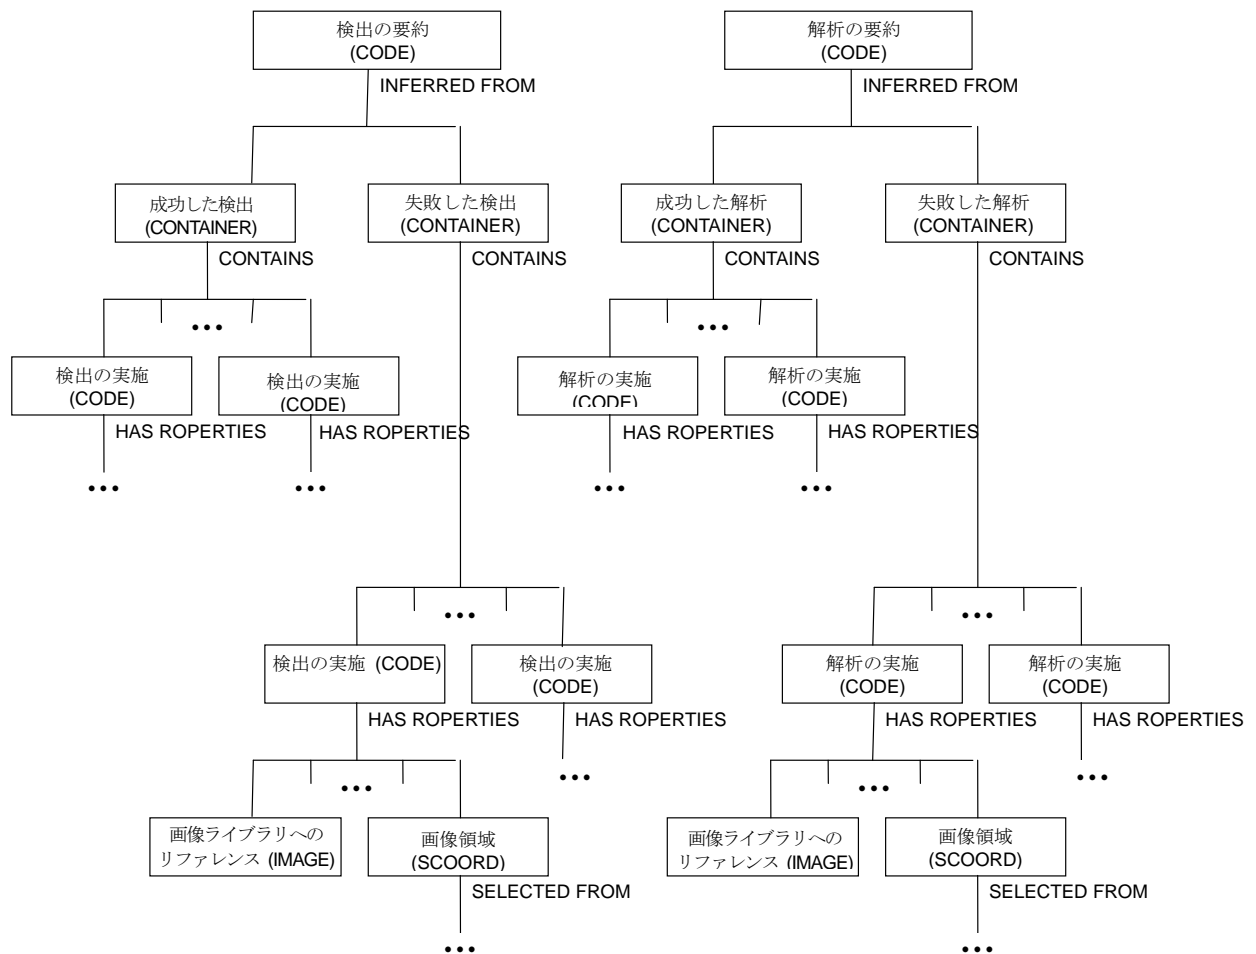 検出の要約
(CODE)
解析の要約
(CODE)
INFERRED FROM
INFERRED FROM
成功した検出
(CONTAINER)
失敗した検出
(CONTAINER)
成功した解析
(CONTAINER)
失敗した解析
(CONTAINER)
CONTAINS
CONTAINS
CONTAINS
CONTAINS
•••
•••
検出の実施
(CODE)
検出の実施
(CODE)
解析の実施
(CODE)
解析の実施
(CODE)
HAS ROPERTIES
HAS ROPERTIES
HAS ROPERTIES
HAS ROPERTIES
•••
•••
•••
•••
•••
•••
検出の実施 (CODE)
検出の実施
(CODE)
解析の実施
(CODE)
解析の実施
(CODE)
HAS ROPERTIES
HAS ROPERTIES
HAS ROPERTIES
HAS ROPERTIES
•••
•••
•••
•••
画像ライブラリへの
リファレンス (IMAGE)
画像領域
(SCOORD)
画像ライブラリへの
リファレンス (IMAGE)
画像領域
(SCOORD)
SELECTED FROM
SELECTED FROM
•••
•••